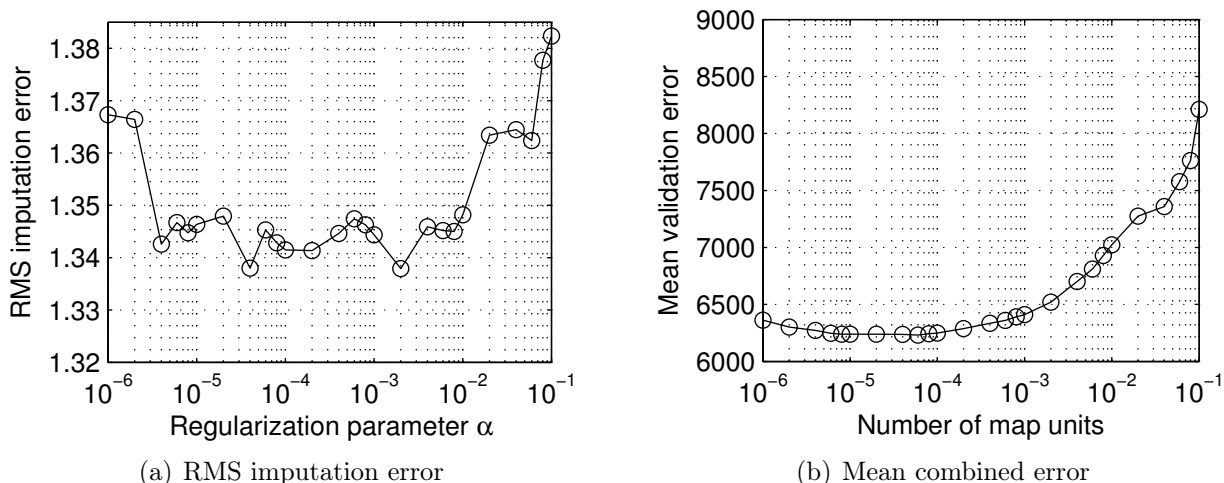 1.38
1.37
1.36
1.35
1.34
1.33
1.32
RMS imputation error
10⁻⁶ 10⁻⁵ 10⁻⁴ 10⁻³ 10⁻² 10⁻¹
Regularization parameter α
(a) RMS imputation error
9000
8500
8000
7500
7000
6500
6000
Mean validation error
10⁻⁶ 10⁻⁵ 10⁻⁴ 10⁻³ 10⁻² 10⁻¹
Number of map units
(b) Mean combined error